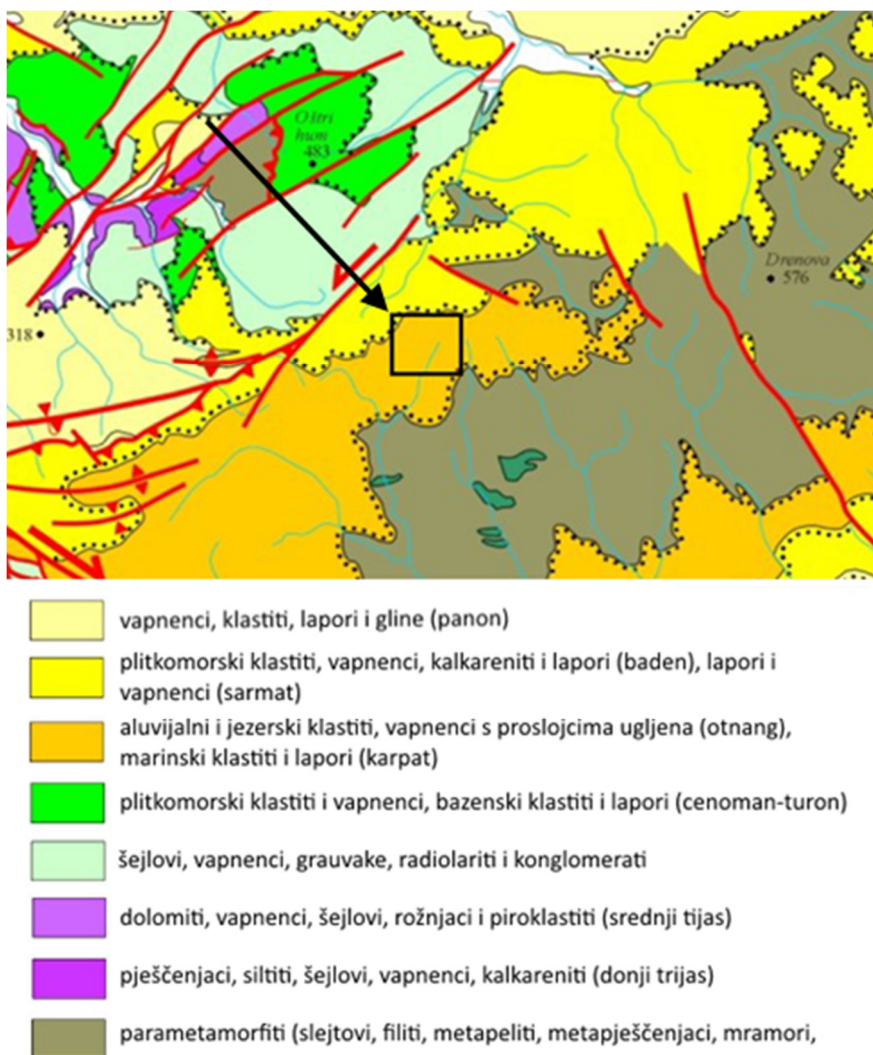 Oštri
hum
483
Drenova
576
318
vapnenci, klastiti, lapori i gline (panon)
plitkomorski klastiti, vapnenci, kalkareniti i lapori (baden), lapori i
vapnenci (sarmat)
aluvijalni i jezerski klastiti, vapnenci s proslojcima ugljena (otnang),
marinski klastiti i lapori (karpat)
plitkomorski klastiti i vapnenci, bazenski klastiti i lapori (cenoman-turon)
šejlovi, vapnenci, grauvake, radiolariti i konglomerati
dolomiti, vapnenci, šejlovi, rožnjaci i piroklastiti (srednji tijas)
pješčenjaci, siltiti, šejlovi, vapnenci, kalkareniti (donji trijas)
parametamorfiti (slejtovi, filiti, metapeliti, metapješčenjaci, mramori,